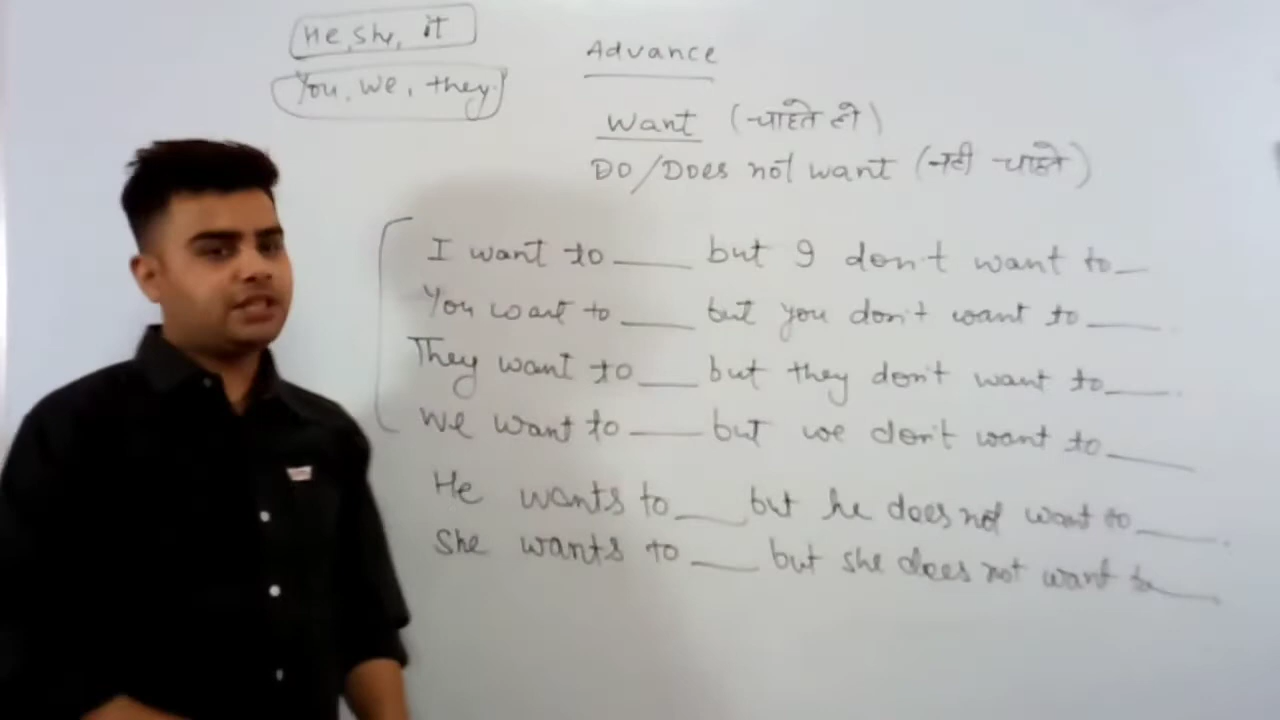 He, she, it
You, we, they.
Advance
want (चाहते हो)
DO/Does not want (नही चाहते)
I want to ___ but I don't want to __
You want to ___ but you don't want to ___
They want to ___ but they don't want to ___
We want to ___ but we don't want to ___
He wants to ___ but he does not want to ___.
She wants to ___ but she does not want to ___